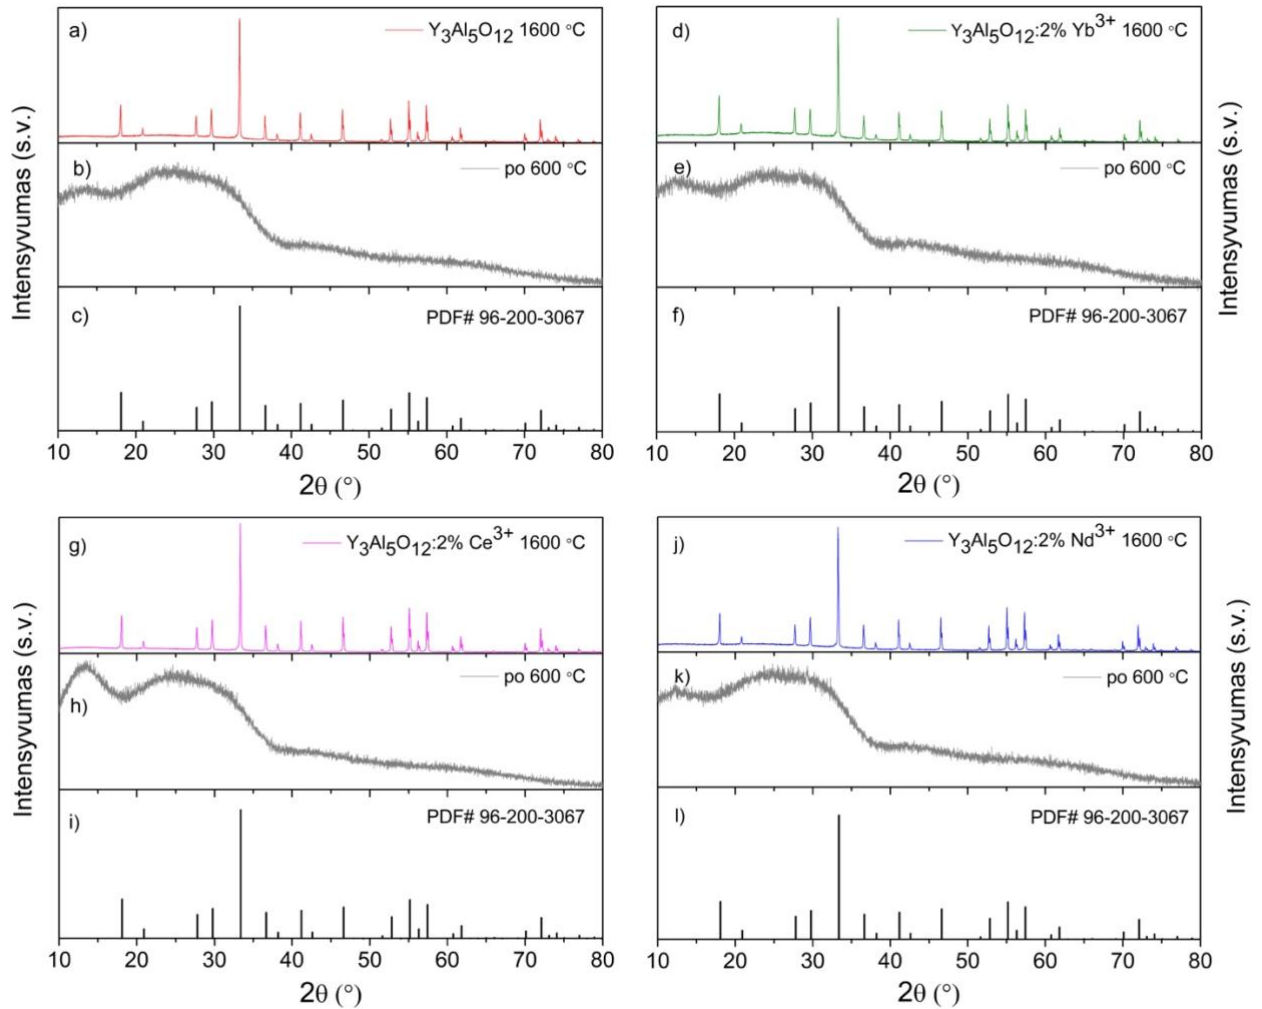 a)
Y3Al5O12 1600 °C
b)
po 600 °C
c)
PDF# 96-200-3067
Intensyvumas (s.v.)
10 20 30 40 50 60 70 80
2θ (°)
d)
Y3Al5O12:2% Yb3+ 1600 °C
e)
po 600 °C
f)
PDF# 96-200-3067
Intensyvumas (s.v.)
10 20 30 40 50 60 70 80
2θ (°)
g)
Y3Al5O12:2% Ce3+ 1600 °C
h)
po 600 °C
i)
PDF# 96-200-3067
Intensyvumas (s.v.)
10 20 30 40 50 60 70 80
2θ (°)
j)
Y3Al5O12:2% Nd3+ 1600 °C
k)
po 600 °C
l)
PDF# 96-200-3067
Intensyvumas (s.v.)
10 20 30 40 50 60 70 80
2θ (°)